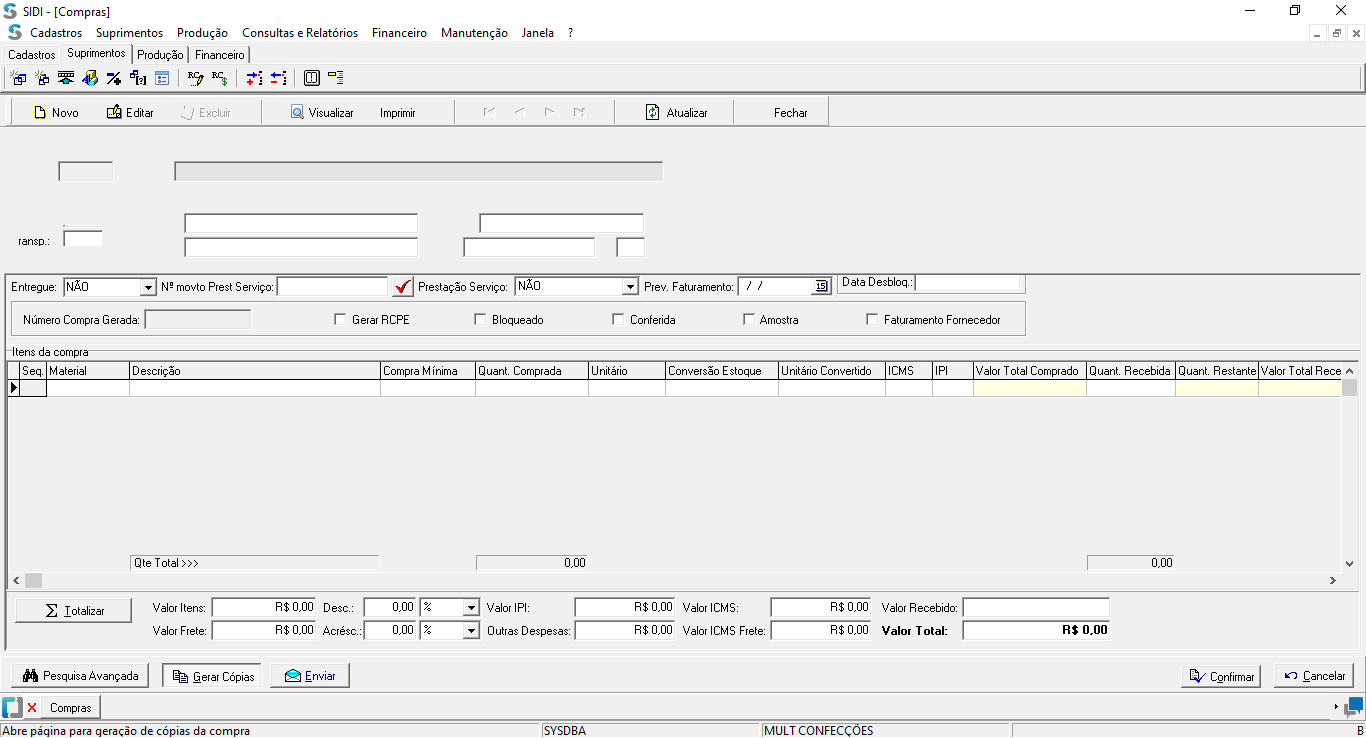 SIDI - [Compras]
Cadastros Suprimentos Produção Consultas e Relatórios Financeiro Manutenção Janela ?
Cadastros Suprimentos Produção Financeiro
Novo Editar Excluir Visualizar Imprimir Atualizar Fechar
ransp.:
Entregue: NÃO Nº movto Prest Serviço: Prestação Serviço: NÃO Prev. Faturamento: / / 15 Data Desbloq.:
Número Compra Gerada: Gerar RCPE Bloqueado Conferida Amostra Faturamento Fornecedor
Itens da compra
Seq. Material Descrição Compra Mínima Quant. Comprada Unitário Conversão Estoque Unitário Convertido ICMS IPI Valor Total Comprado Quant. Recebida Quant. Restante Valor Total Rece
Qte Total >>> 0,00 0,00
Σ Totalizar Valor Itens: R$ 0,00 Desc.: 0,00 % Valor IPI: R$ 0,00 Valor ICMS: R$ 0,00 Valor Recebido:
Valor Frete: R$ 0,00 Acrésc.: 0,00 % Outras Despesas: R$ 0,00 Valor ICMS Frete: R$ 0,00 Valor Total: R$ 0,00
Pesquisa Avançada Gerar Cópias Enviar Confirmar Cancelar
Compras
Abre página para geração de cópias da compra SYSDBA MULT CONFECÇÕES B